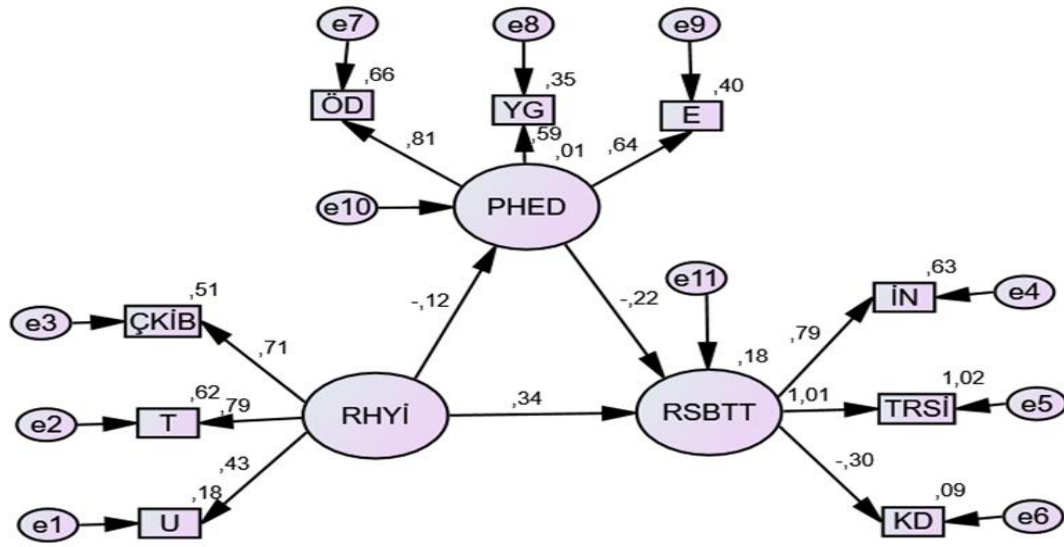 e7
e8
e9
,66
,35
,40
ÖD
YG
E
,81
,59
,64
,01
e10
PHED
e11
-,12
-,22
,51
,63
e3
ÇKİB
İN
e4
,71
,79
,18
,62
,79
1,02
e2
T
RHYİ
,34
RSBTT
1,01
TRSİ
e5
,43
-,30
,18
,09
e1
U
KD
e6